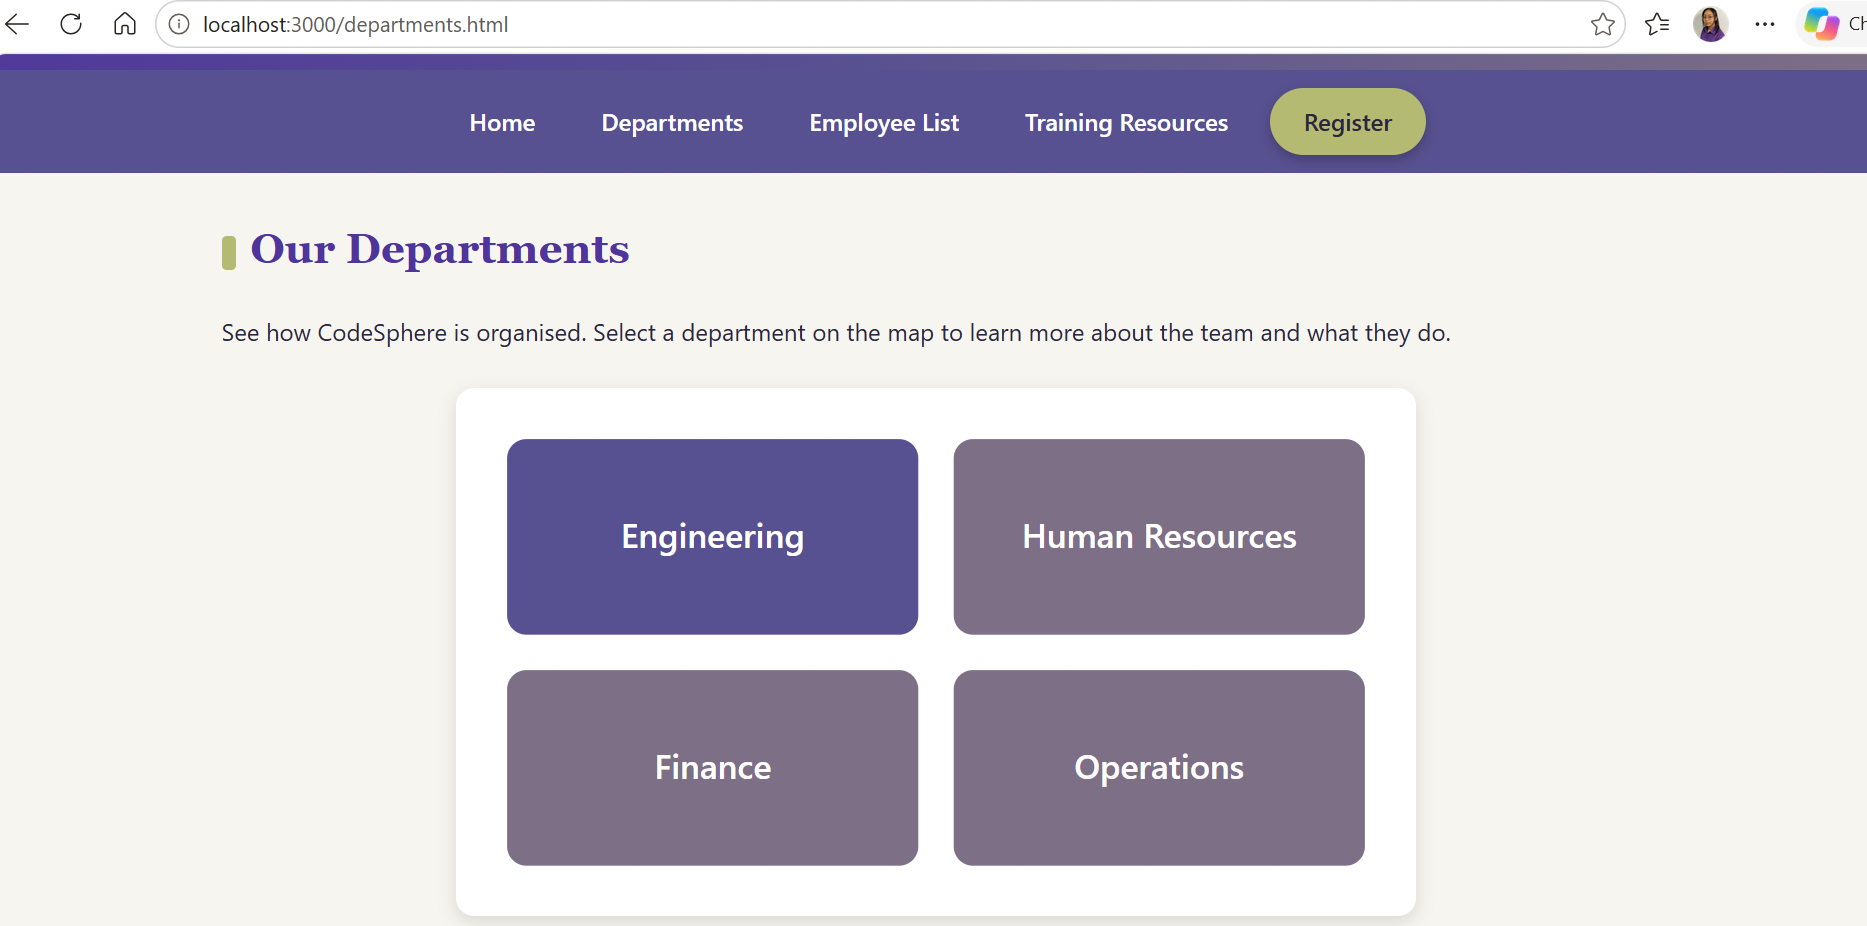 localhost:3000/departments.html
Home Departments Employee List Training Resources Register
Our Departments
See how CodeSphere is organised. Select a department on the map to learn more about the team and what they do.
Engineering Human Resources
Finance Operations